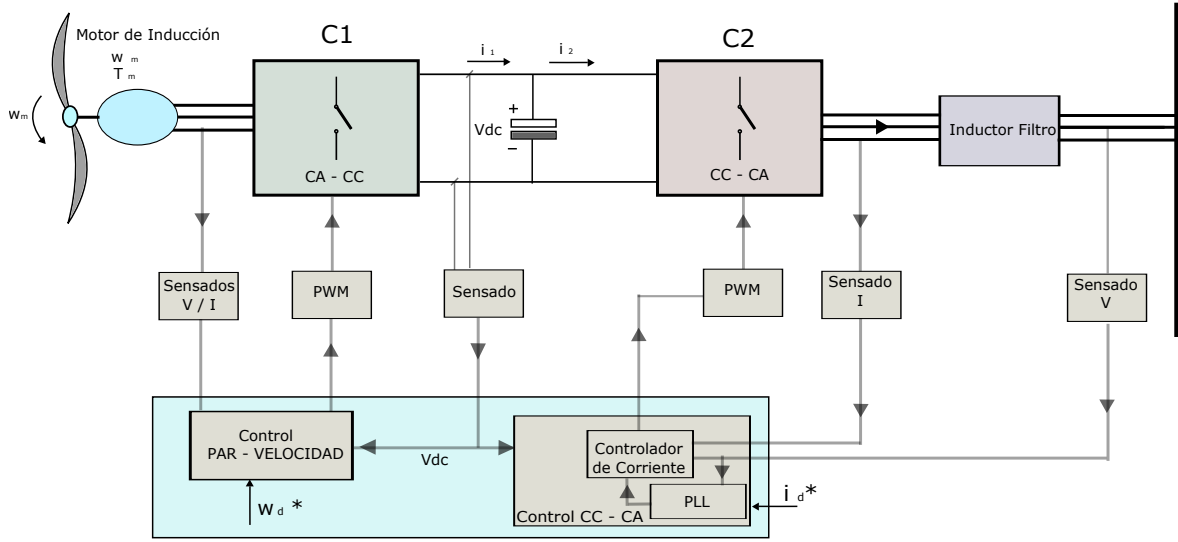 Motor de Inducción
w m
T m
wm
C1
CA - CC
i 1
i 2
+
Vdc
−
C2
CC - CA
Inductor Filtro
Sensados
V / I
PWM
Sensado
PWM
Sensado
I
Sensado
V
Control
PAR - VELOCIDAD
Vdc
Controlador
de Corriente
PLL
Control CC - CA
w d *
i d*